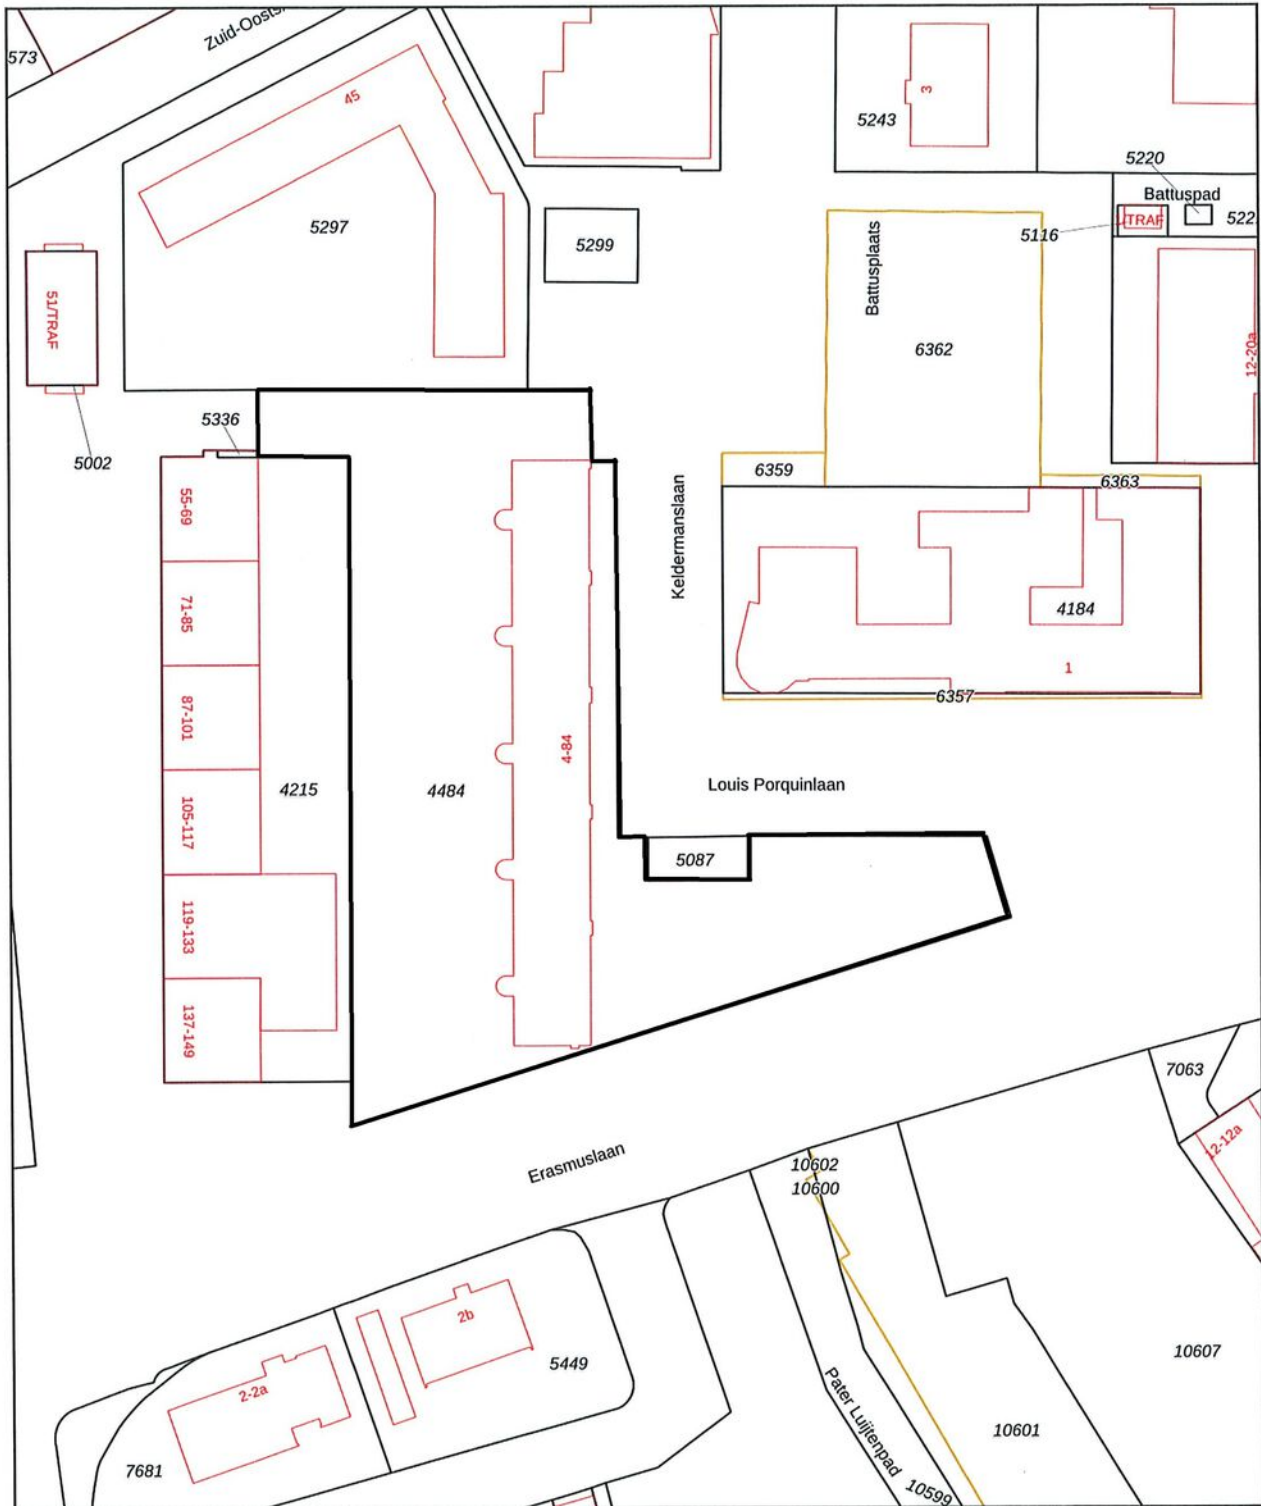 573
Zuid-Oosts
45
5297
5299
3
5243
5220
Battuspad
/TRAF
522
5116
Battusplaats
6362
12-20a
51/TRAF
5002
5336
6359
6363
55-69
Keldermanslaan
71-85
4184
1
6357
87-101
4-84
4215
4484
Louis Porquinlaan
105-117
5087
119-133
137-149
7063
12-12a
Erasmuslaan
10602
10600
2b
5449
10607
2-2a
Pater Luijtenpad
10601
7681
10599